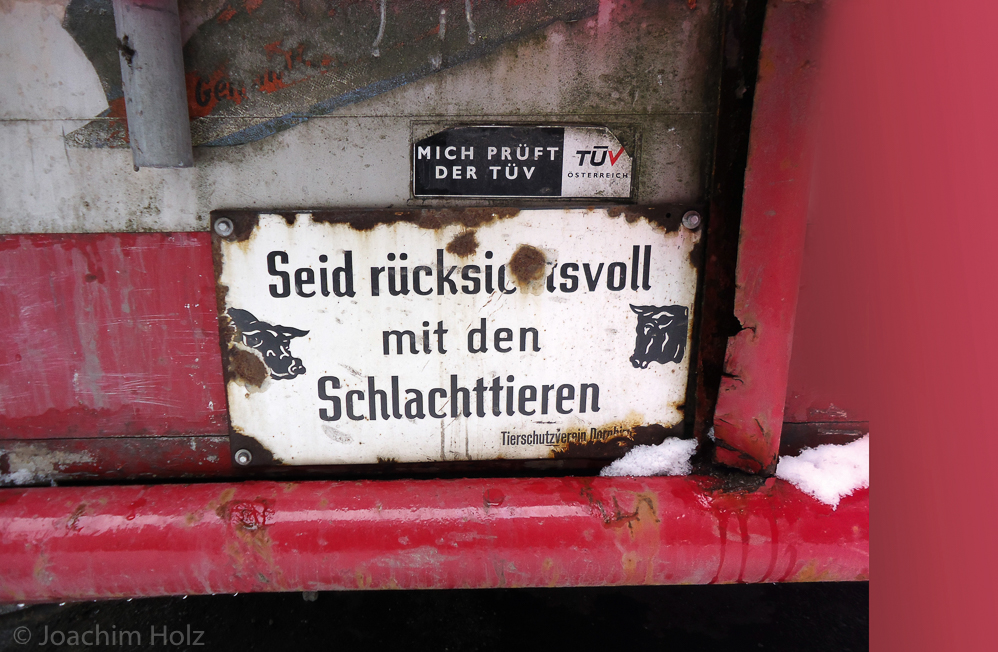 MICH PRÜFT
DER TÜV
TÜV
ÖSTERREICH
Seid rücksichtsvoll
mit den
Schlachttieren
Tierschutzverein
© Joachim Holz